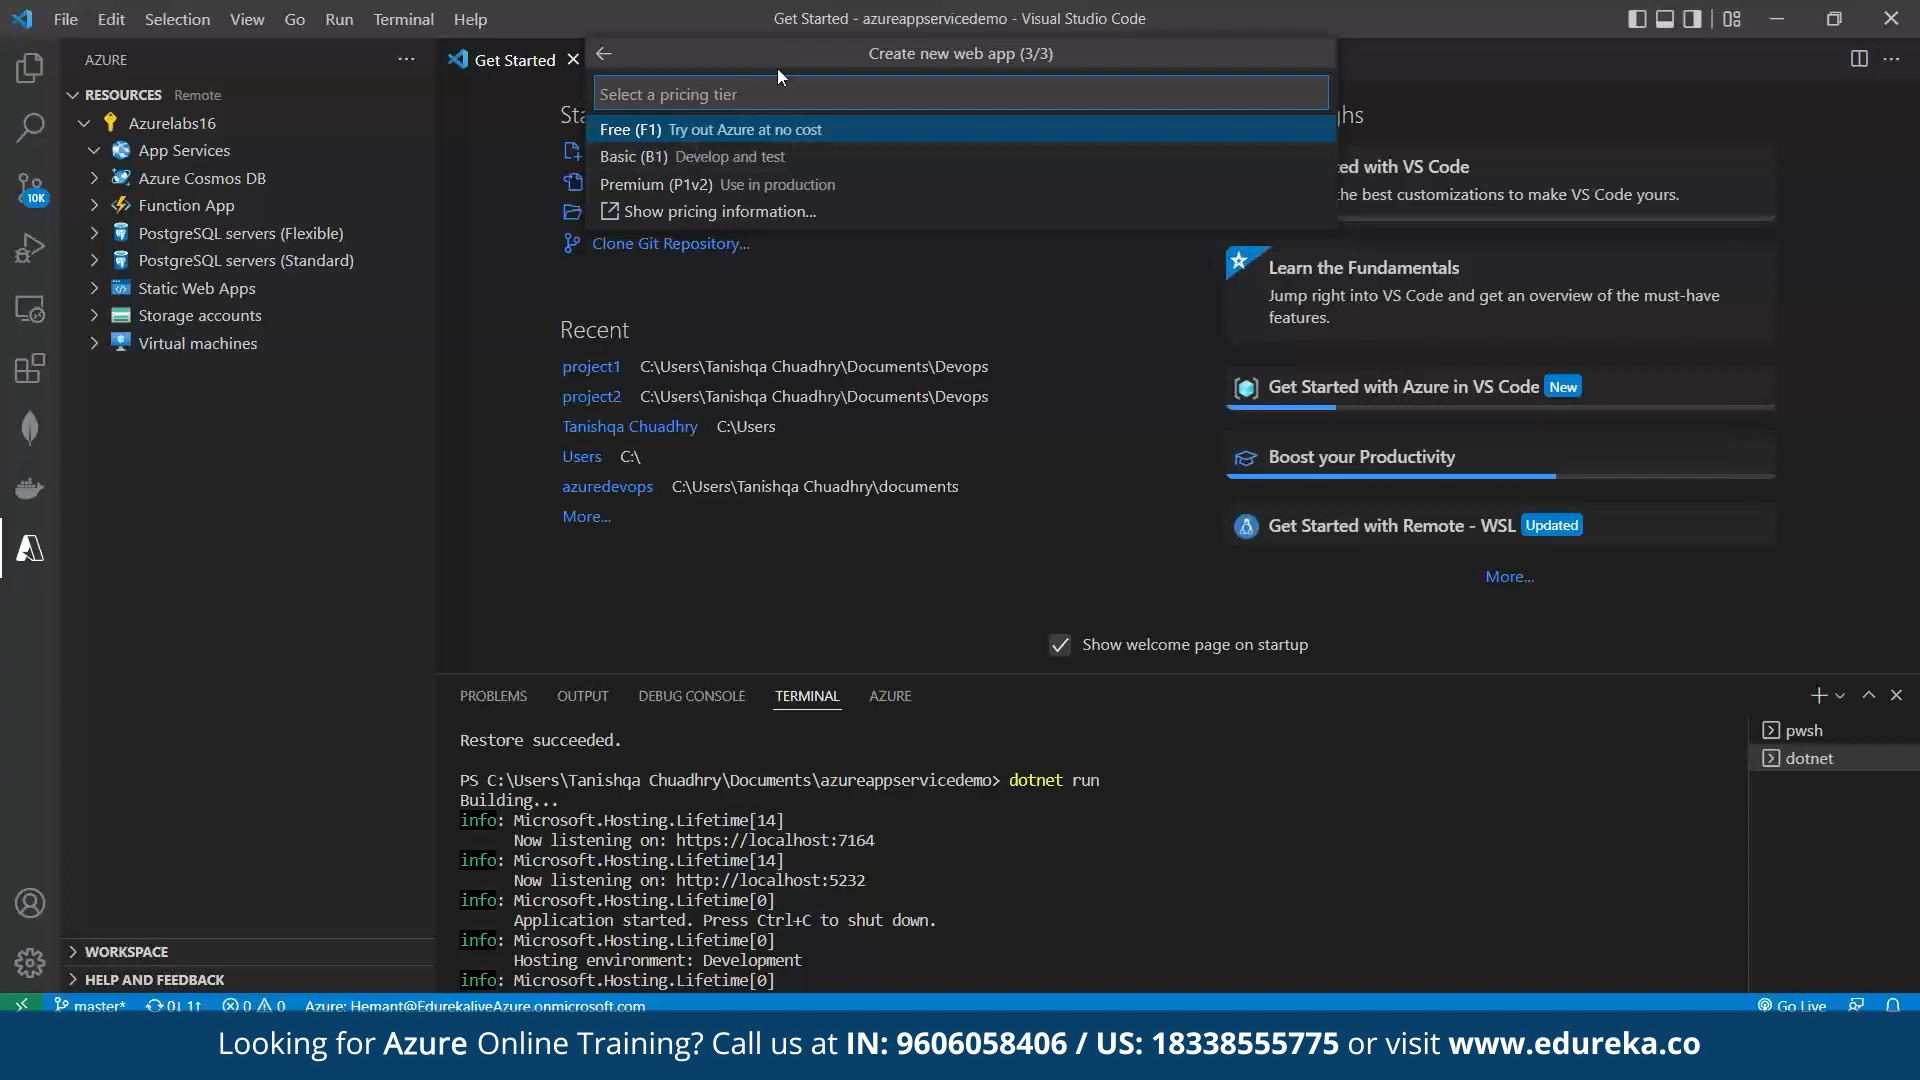 File Edit Selection View Go Run Terminal Help
Get Started - azureappservicedemo - Visual Studio Code
AZURE
Get Started
Create new web app (3/3)
Select a pricing tier
Free (F1) Try out Azure at no cost
Basic (B1) Develop and test
Premium (P1v2) Use in production
Show pricing information...
RESOURCES Remote
Azurelabs16
App Services
Azure Cosmos DB
Function App
PostgreSQL servers (Flexible)
PostgreSQL servers (Standard)
Static Web Apps
Storage accounts
Virtual machines
10K
Clone Git Repository...
Recent
project1 C:\Users\Tanishqa Chuadhry\Documents\Devops
project2 C:\Users\Tanishqa Chuadhry\Documents\Devops
Tanishqa Chuadhry C:\Users
Users C:\
azuredevops C:\Users\Tanishqa Chuadhry\documents
More...
ed with VS Code
the best customizations to make VS Code yours.
Learn the Fundamentals
Jump right into VS Code and get an overview of the must-have
features.
Get Started with Azure in VS Code New
Boost your Productivity
Get Started with Remote - WSL Updated
More...
Show welcome page on startup
PROBLEMS OUTPUT DEBUG CONSOLE TERMINAL AZURE
Restore succeeded.
PS C:\Users\Tanishqa Chuadhry\Documents\azureappservicedemo> dotnet run
Building...
info: Microsoft.Hosting.Lifetime[14]
Now listening on: https://localhost:7164
info: Microsoft.Hosting.Lifetime[14]
Now listening on: http://localhost:5232
info: Microsoft.Hosting.Lifetime[0]
Application started. Press Ctrl+C to shut down.
info: Microsoft.Hosting.Lifetime[0]
Hosting environment: Development
info: Microsoft.Hosting.Lifetime[0]
pwsh
dotnet
WORKSPACE
HELP AND FEEDBACK
master* 0↓ 1↑ 0 0 Azure: Hemant@EdurekaliveAzure.onmicrosoft.com
Go Live
Looking for Azure Online Training? Call us at IN: 9606058406 / US: 18338555775 or visit www.edureka.co